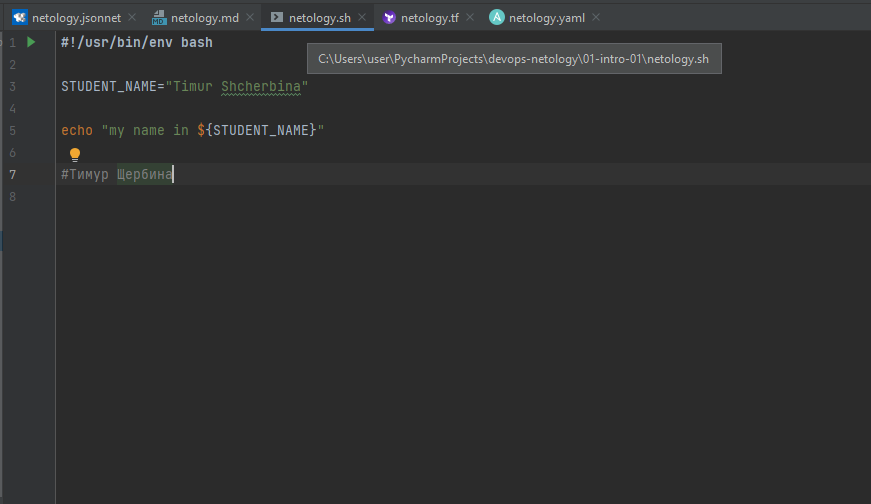 netology.jsonnet netology.md netology.sh netology.tf netology.yaml
1 #!/usr/bin/env bash
C:\Users\user\PycharmProjects\devops-netology\01-intro-01\netology.sh
2
3 STUDENT_NAME="Timur Shcherbina"
4
5 echo "my name in ${STUDENT_NAME}"
6
7 #Тимур Щербина
8